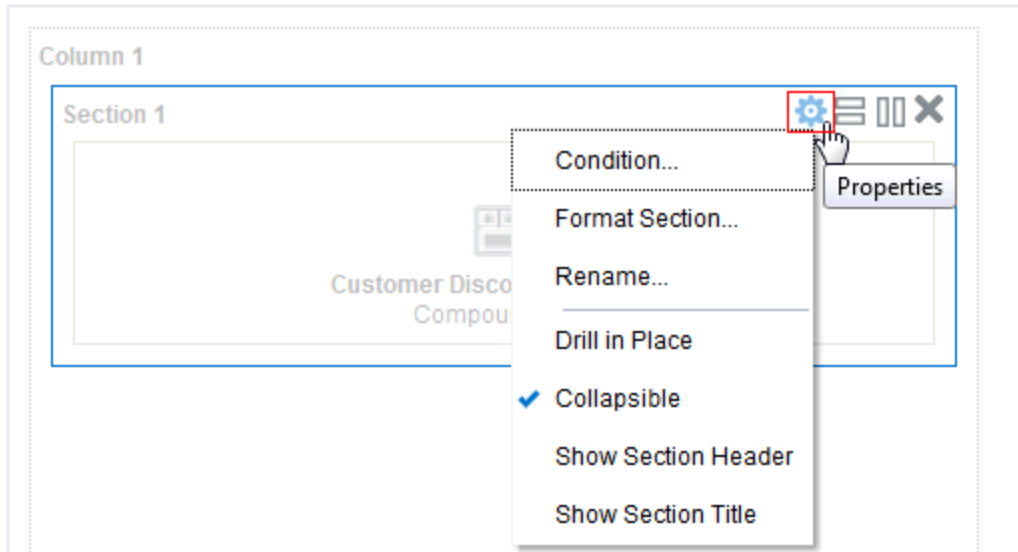 Column 1
Section 1
Condition...
Properties
Format Section...
Customer Disco
Rename...
Compou
Drill in Place
Collapsible
Show Section Header
Show Section Title